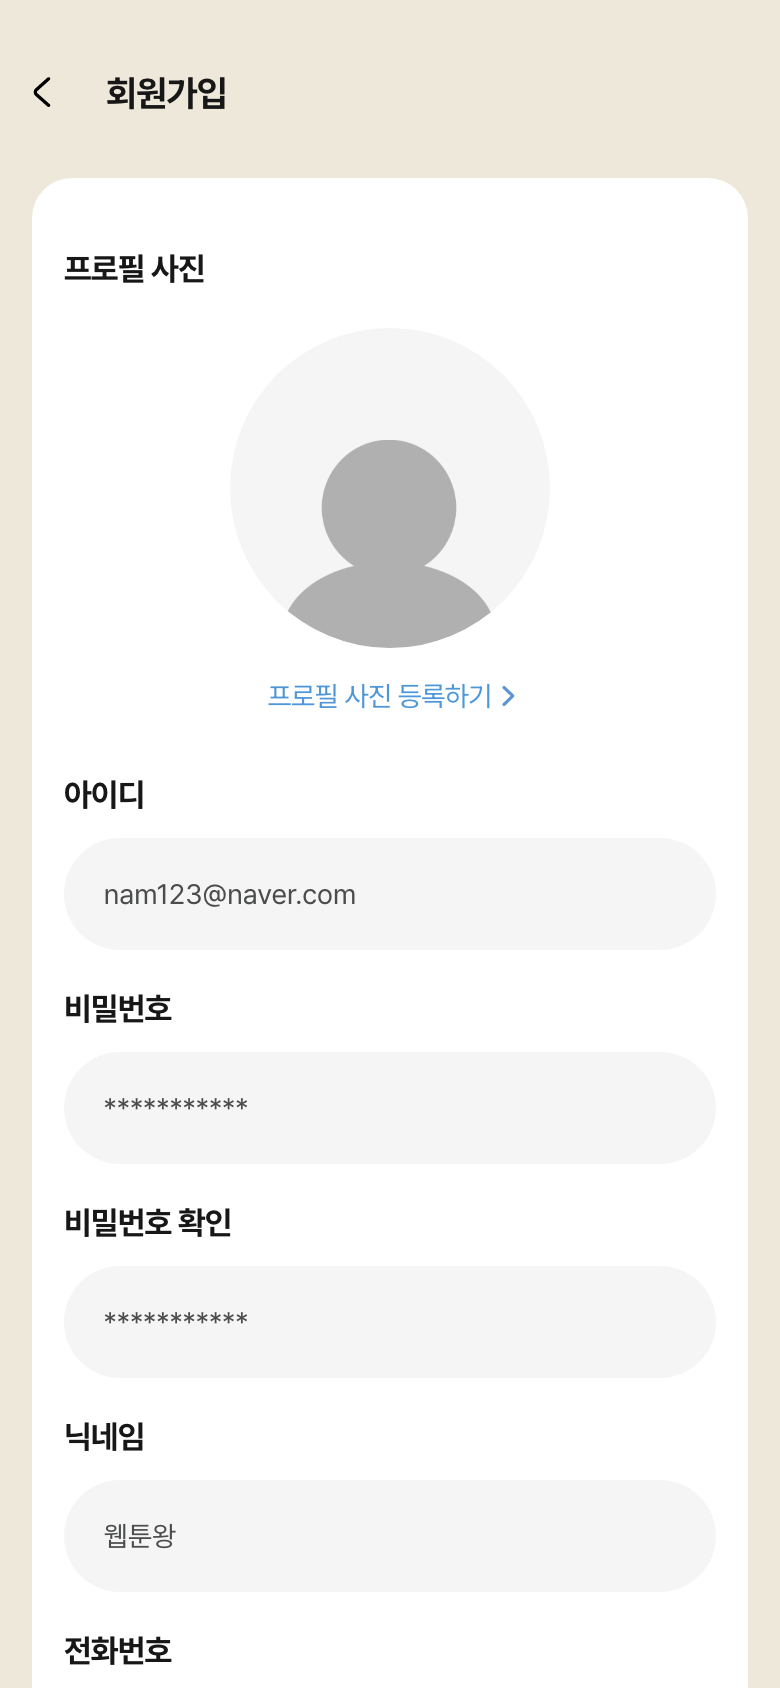 회원가입
프로필 사진
프로필 사진 등록하기
아이디
nam123@naver.com
비밀번호
***********
비밀번호 확인
***********
닉네임
웹툰왕
전화번호